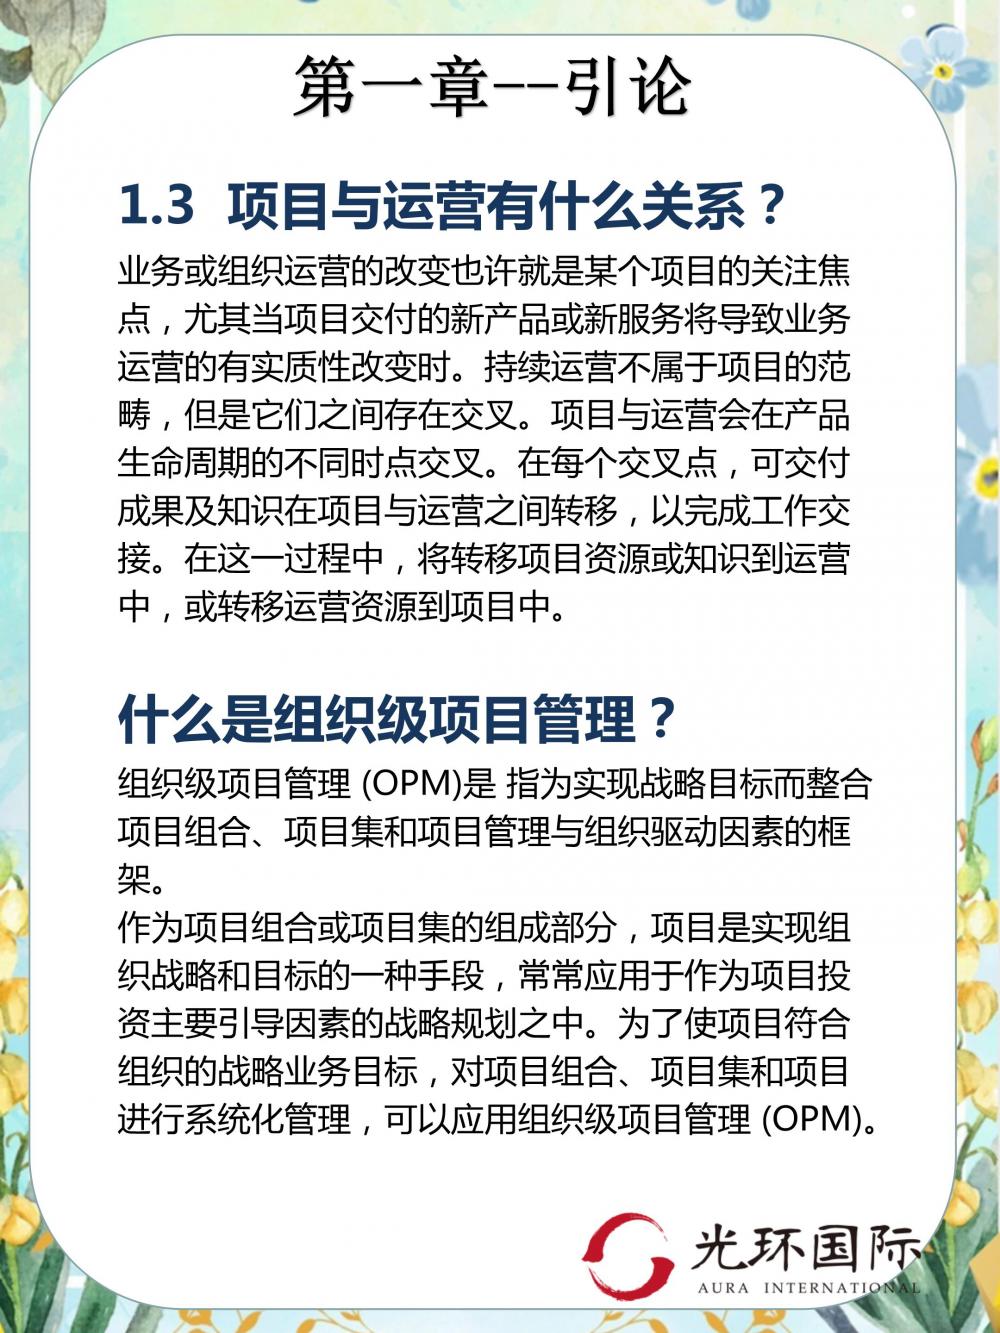 第一章--引论
1.3 项目与运营有什么关系？
业务或组织运营的改变也许就是某个项目的关注焦
点，尤其当项目交付的新产品或新服务将导致业务
运营的有实质性改变时。持续运营不属于项目的范
畴，但是它们之间存在交叉。项目与运营会在产品
生命周期的不同时点交叉。在每个交叉点，可交付
成果及知识在项目与运营之间转移，以完成工作交
接。在这一过程中，将转移项目资源或知识到运营
中，或转移运营资源到项目中。
什么是组织级项目管理？
组织级项目管理 (OPM)是 指为实现战略目标而整合
项目组合、项目集和项目管理与组织驱动因素的框
架。
作为项目组合或项目集的组成部分，项目是实现组
织战略和目标的一种手段，常常应用于作为项目投
资主要引导因素的战略规划之中。为了使项目符合
组织的战略业务目标，对项目组合、项目集和项目
进行系统化管理，可以应用组织级项目管理 (OPM)。
光环国际
AURA INTERNATIONAL